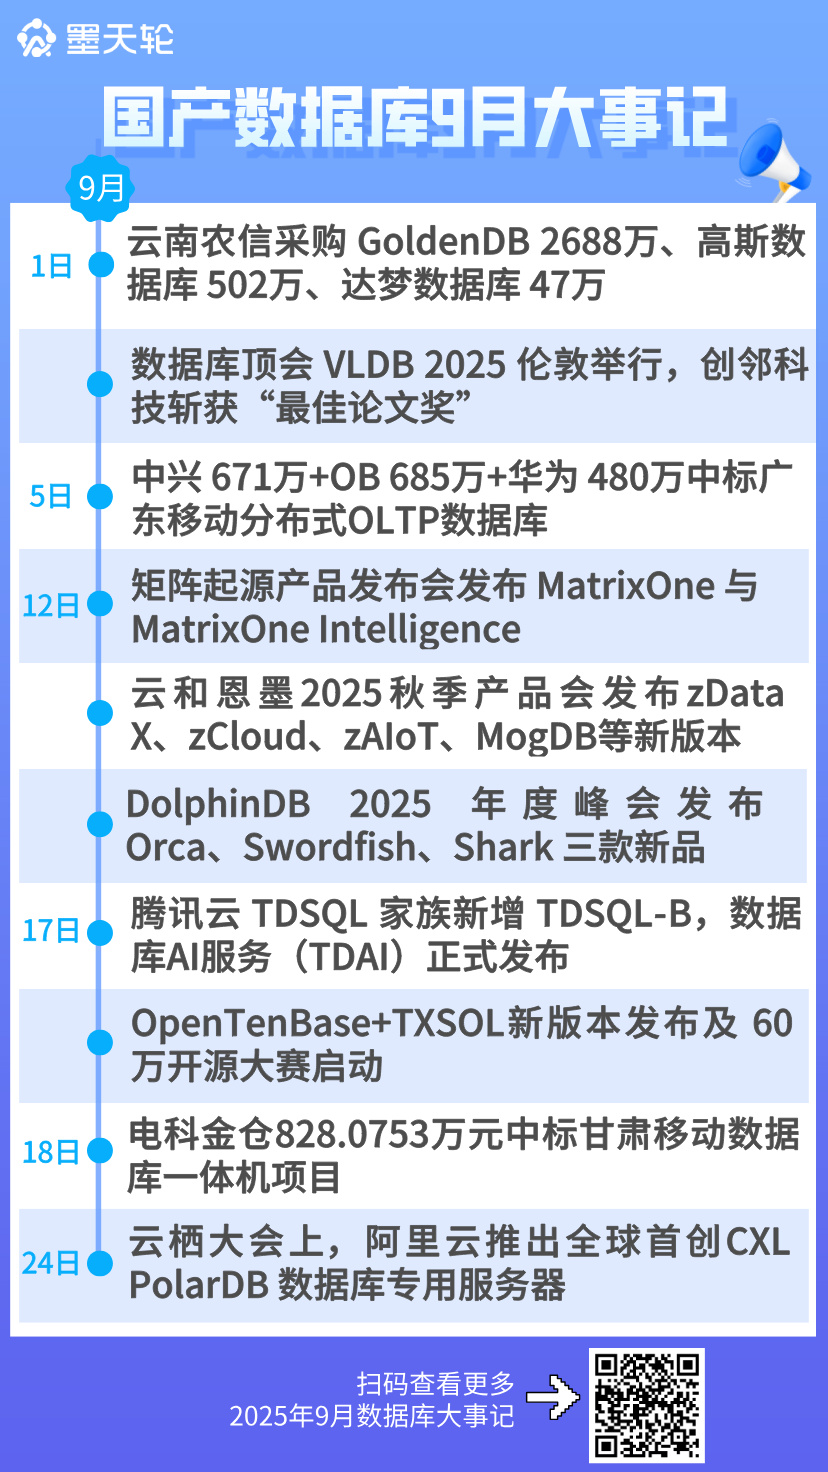 墨天轮
国产数据库9月大事记
9月
1日
云南农信采购 GoldenDB 2688万、高斯数
据库 502万、达梦数据库 47万
数据库顶会 VLDB 2025 伦敦举行，创邻科
技斩获“最佳论文奖”
5日
中兴 671万+OB 685万+华为 480万中标广
东移动分布式OLTP数据库
12日
矩阵起源产品发布会发布 MatrixOne 与
MatrixOne Intelligence
云和恩墨2025秋季产品会发布zData
X、zCloud、zAIoT、MogDB等新版本
DolphinDB 2025 年度峰会发布
Orca、Swordfish、Shark 三款新品
17日
腾讯云 TDSQL 家族新增 TDSQL-B，数据
库AI服务（TDAI）正式发布
OpenTenBase+TXSOL新版本发布及 60
万开源大赛启动
18日
电科金仓828.0753万元中标甘肃移动数据
库一体机项目
24日
云栖大会上，阿里云推出全球首创CXL
PolarDB 数据库专用服务器
扫码查看更多
2025年9月数据库大事记